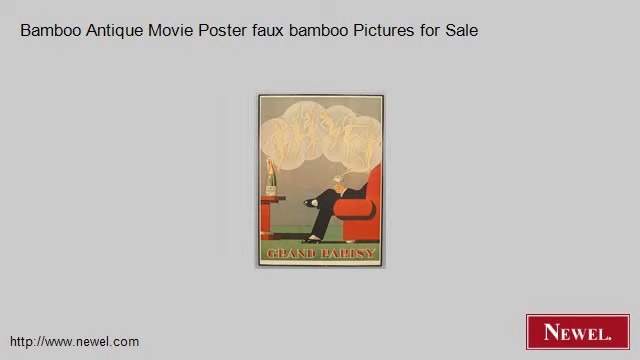 Bamboo Antique Movie Poster faux bamboo Pictures for Sale
GRAND PARISY
http://www.newel.com
NEWEL.